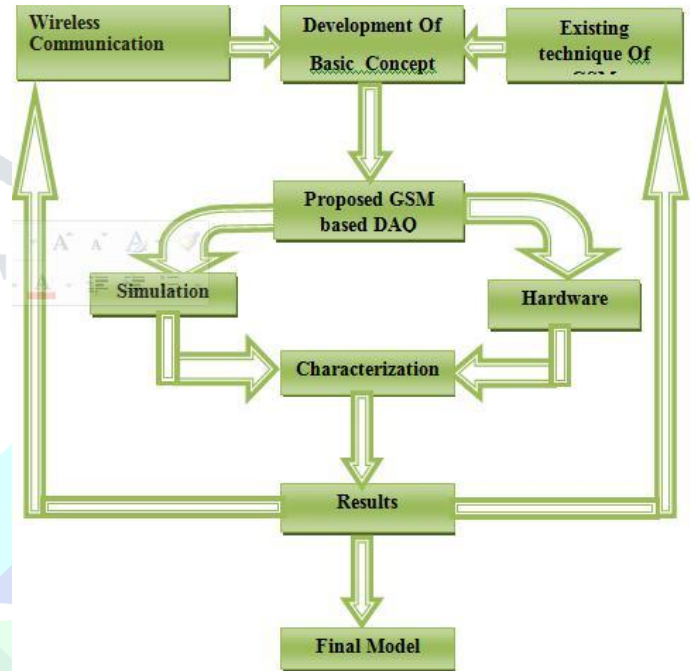 Wireless
Communication
Development Of
Basic Concept
Existing
technique Of
Proposed GSM
based DAQ
Simulation
Hardware
Characterization
Results
Final Model